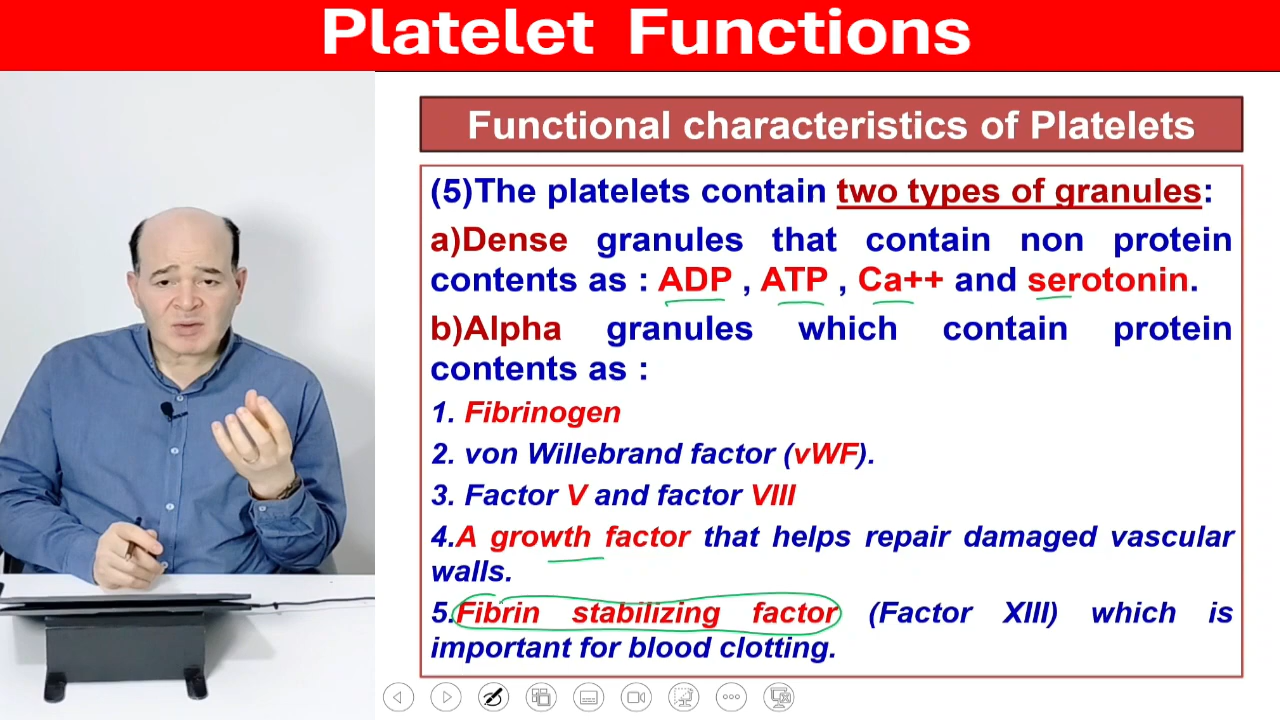 Platelet Functions
Functional characteristics of Platelets
(5)The platelets contain two types of granules:
a)Dense granules that contain non protein
contents as : ADP , ATP , Ca++ and serotonin.
b)Alpha granules which contain protein
contents as :
1. Fibrinogen
2. von Willebrand factor (vWF).
3. Factor V and factor VIII
4.A growth factor that helps repair damaged vascular
walls.
5.Fibrin stabilizing factor (Factor XIII) which is
important for blood clotting.